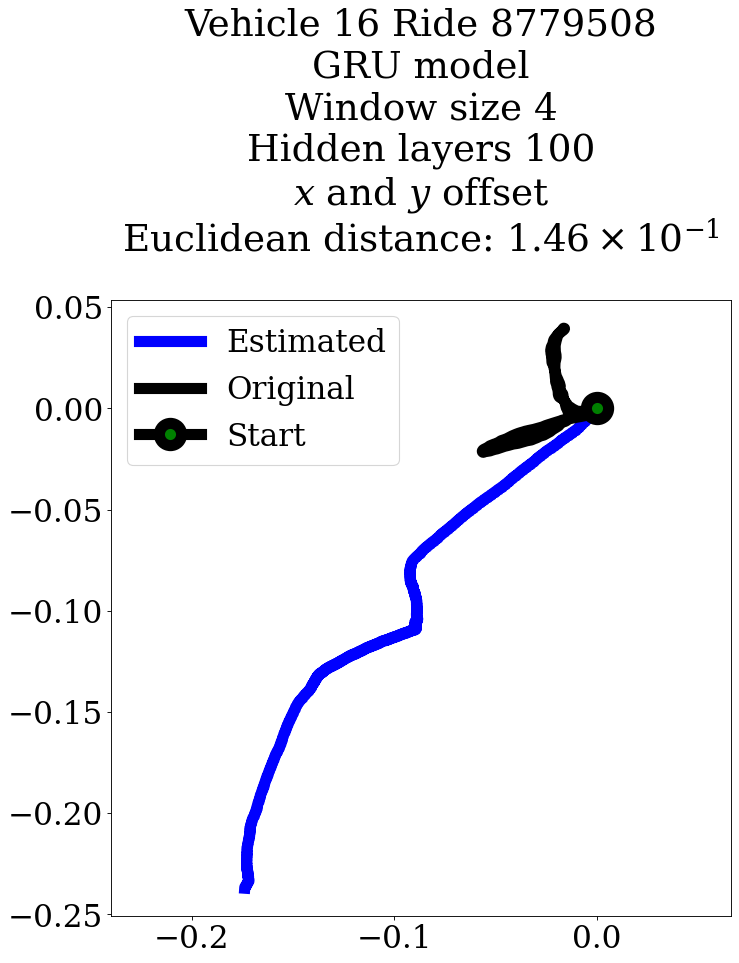 Vehicle 16 Ride 8779508
GRU model
Window size 4
Hidden layers 100
x and y offset
Euclidean distance: 1.46 × 10⁻¹
Estimated
Original
Start
0.05
0.00
−0.05
−0.10
−0.15
−0.20
−0.25
−0.2 −0.1 0.0